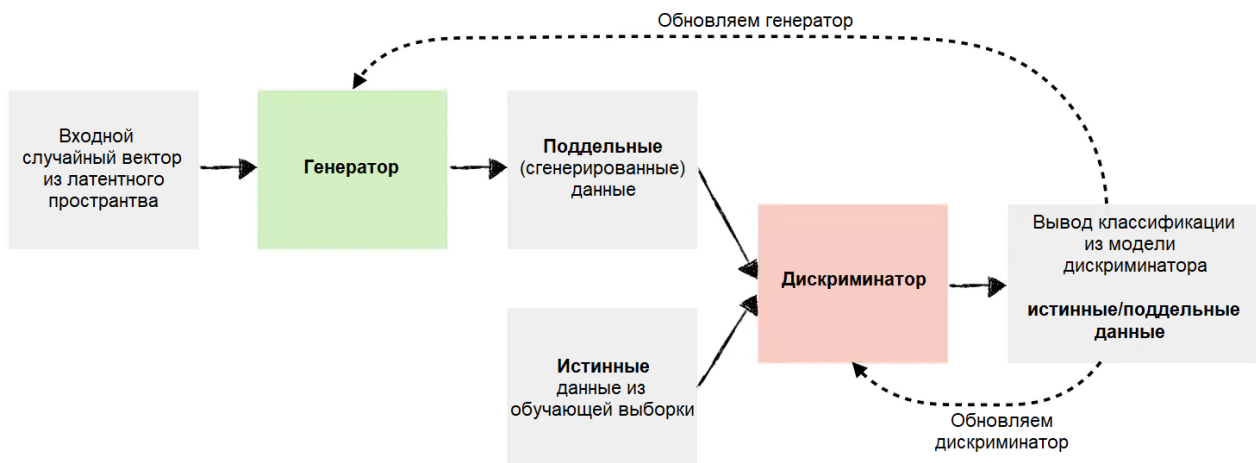 Обновляем генератор
Входной
случайный вектор
из латентного
пространтва
Генератор
Поддельные
(сгенерированные)
данные
Дискриминатор
Вывод классификации
из модели
дискриминатора
истинные/поддельные
данные
Истинные
данные из
обучающей выборки
Обновляем
дискриминатор